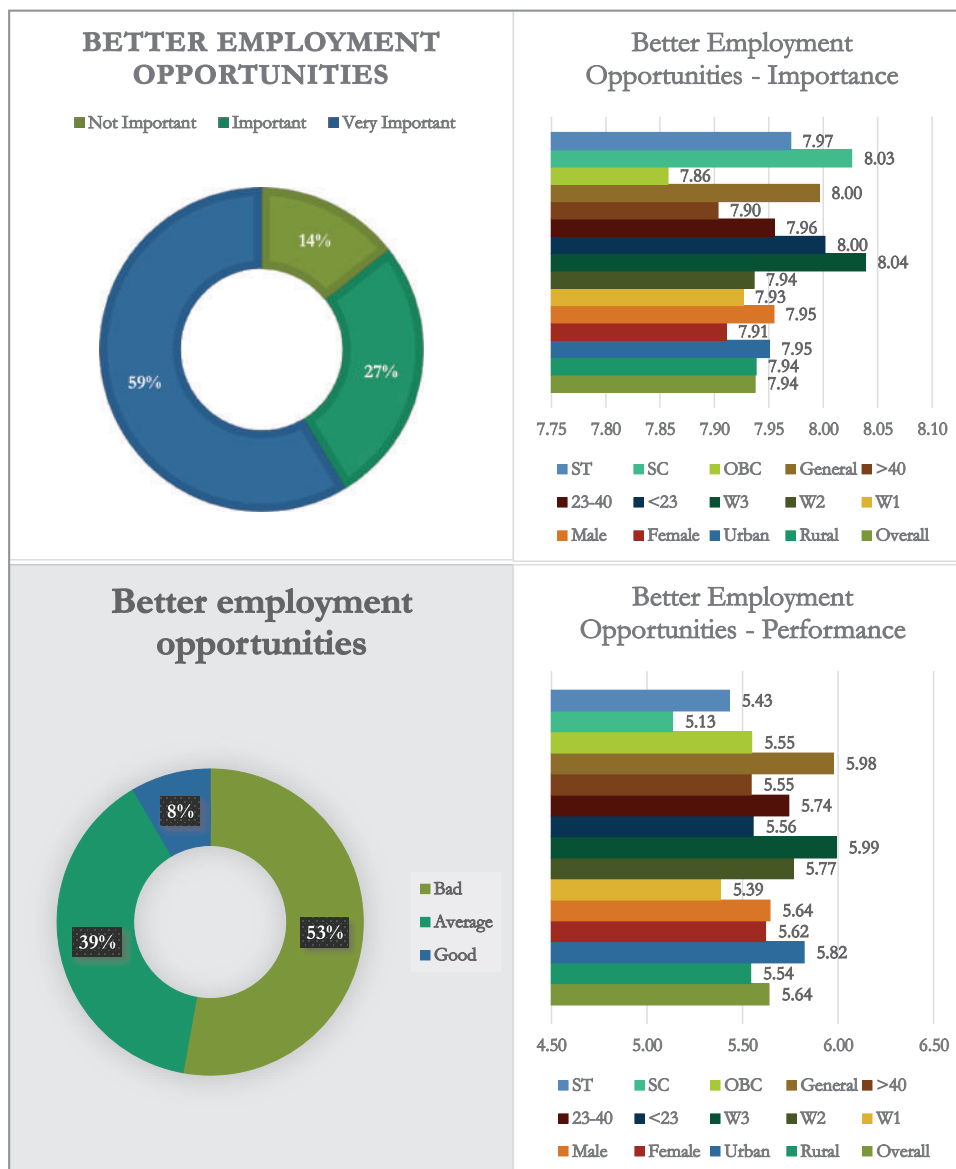 BETTER EMPLOYMENT
OPPORTUNITIES
Not Important Important Very Important
14%
27%
59%
Better Employment
Opportunities - Importance
7.97
8.03
7.86
8.00
7.90
7.96
8.00
8.04
7.94
7.93
7.95
7.91
7.95
7.94
7.94
7.75 7.80 7.85 7.90 7.95 8.00 8.05 8.10
ST SC OBC General >40
23-40 <23 W3 W2 W1
Male Female Urban Rural Overall
Better employment
opportunities
8%
39%
53%
Bad
Average
Good
Better Employment
Opportunities - Performance
5.43
5.13
5.55
5.98
5.55
5.74
5.56
5.99
5.77
5.39
5.64
5.62
5.82
5.54
5.64
4.50 5.00 5.50 6.00 6.50
ST SC OBC General >40
23-40 <23 W3 W2 W1
Male Female Urban Rural Overall